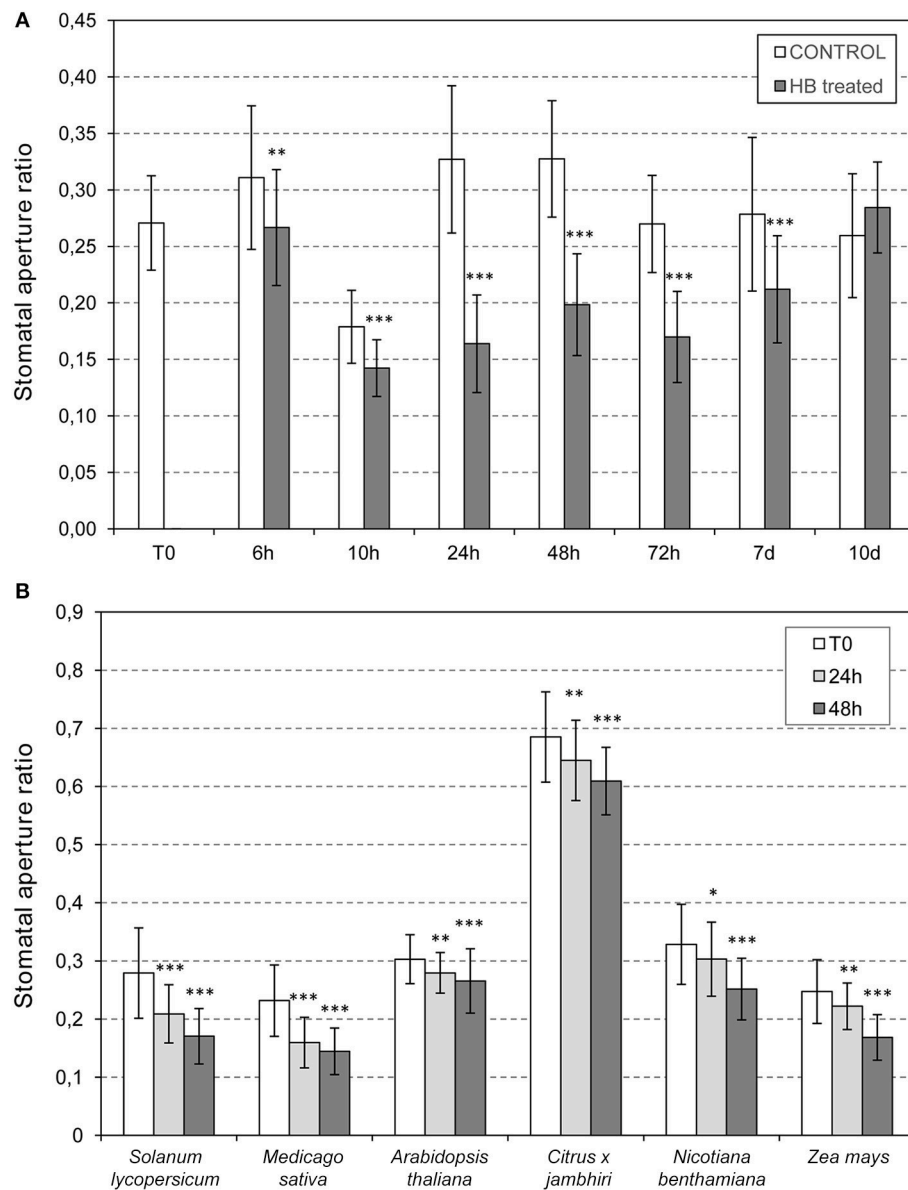 A
0,45
0,40
0,35
0,30
0,25
0,20
0,15
0,10
0,05
0,00
Stomatal aperture ratio
CONTROL
HB treated
** *** *** *** *** ***
T0 6h 10h 24h 48h 72h 7d 10d
B
0,9
0,8
0,7
0,6
0,5
0,4
0,3
0,2
0,1
0
Stomatal aperture ratio
T0
24h
48h
*** *** *** *** ** *** ** *** * *** ** ***
Solanum lycopersicum
Medicago sativa
Arabidopsis thaliana
Citrus x jambhiri
Nicotiana benthamiana
Zea mays